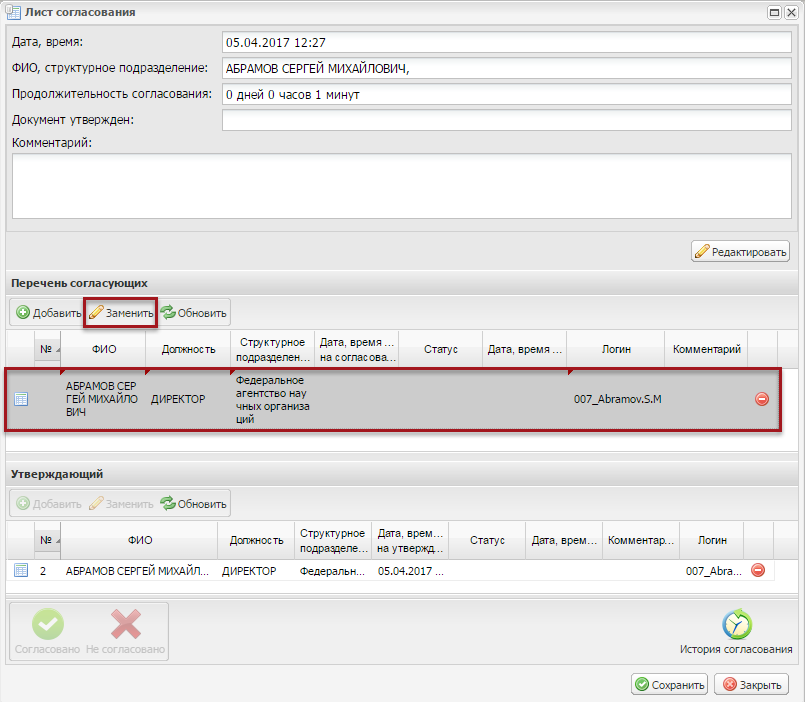 Лист согласования
Дата, время:
05.04.2017 12:27
ФИО, структурное подразделение:
АБРАМОВ СЕРГЕЙ МИХАЙЛОВИЧ,
Продолжительность согласования:
0 дней 0 часов 1 минут
Документ утвержден:
Комментарий:
Редактировать
Перечень согласующих
Добавить Заменить Обновить
№ ФИО Должность Структурное подразделен... Дата, время ... на согласова... Статус Дата, время ... Логин Комментарий
АБРАМОВ СЕР
ГЕЙ МИХАЙЛО
ВИЧ
ДИРЕКТОР
Федеральное
агентство нау
чных организа
ций
007_Abramov.S.M
Утверждающий
Добавить Заменить Обновить
№ ФИО Должность Структурное подразделе... Дата, врем... на утвержд... Статус Дата, врем... Комментар... Логин
2 АБРАМОВ СЕРГЕЙ МИХАЙЛ... ДИРЕКТОР Федеральн... 05.04.2017 ... 007_Abra...
Согласовано Не согласовано
История согласования
Сохранить Закрыть